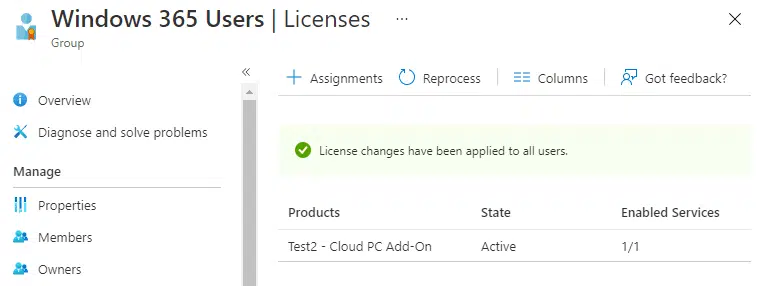 Windows 365 Users | Licenses ...
Group
Overview
Diagnose and solve problems
Manage
Properties
Members
Owners
Assignments Reprocess Columns Got feedback?
License changes have been applied to all users.
Products State Enabled Services
Test2 - Cloud PC Add-On Active 1/1